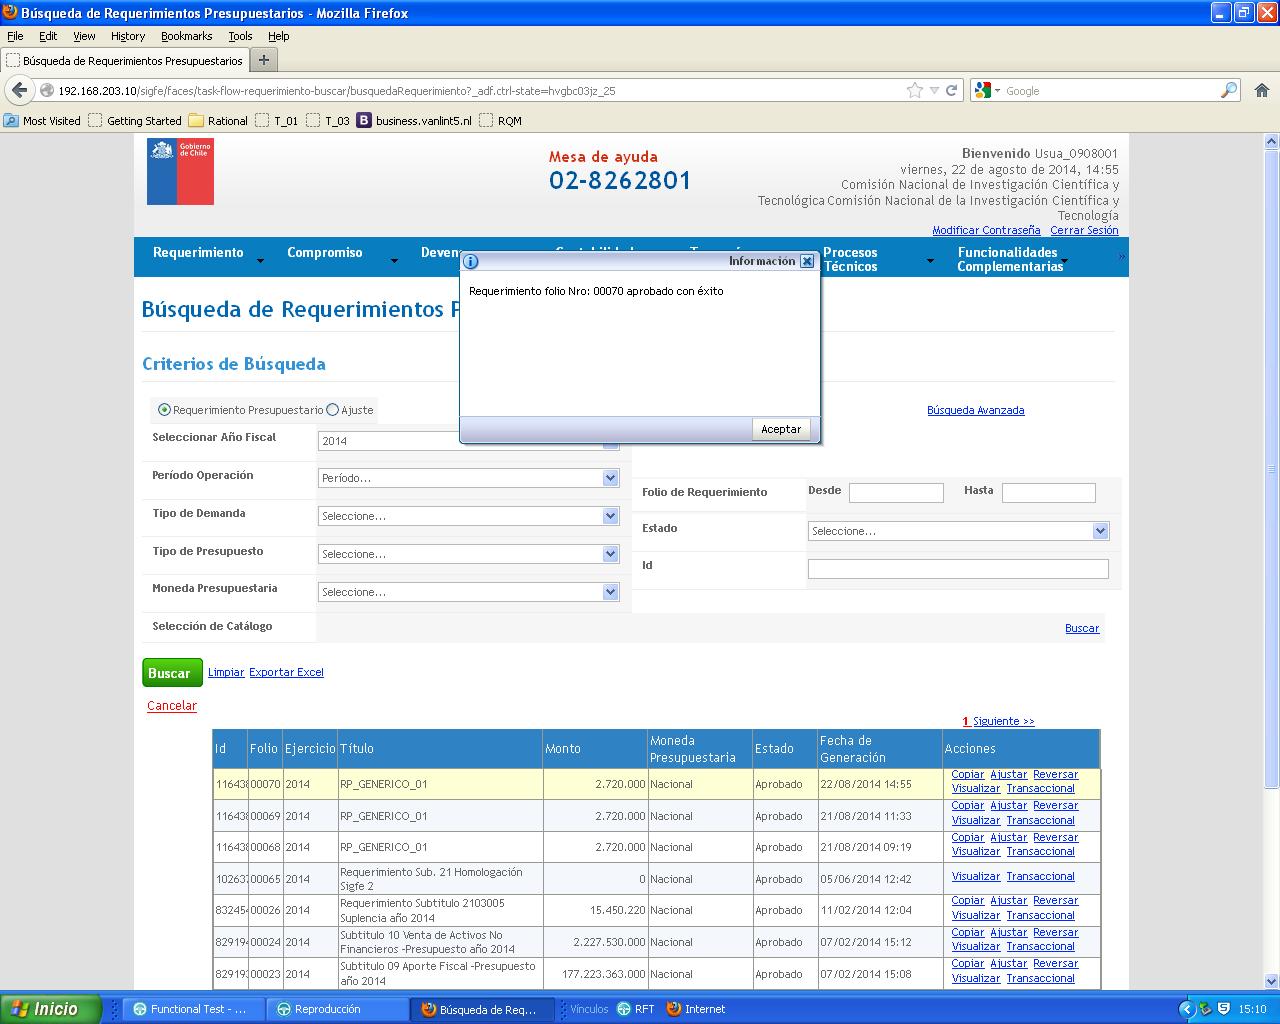 Búsqueda de Requerimientos Presupuestarios - Mozilla Firefox
File Edit View History Bookmarks Tools Help
Búsqueda de Requerimientos Presupuestarios
192.168.203.10/sigfe/faces/task-flow-requerimiento-buscar/busquedaRequerimiento?_adf.ctrl-state=hvgbc03jz_25
Google
Most Visited Getting Started Rational T_01 T_03 B business.vanlint5.nl RQM
Gobierno de Chile
Mesa de ayuda
02-8262801
Bienvenido Usua_0908001
viernes, 22 de agosto de 2014, 14:55
Comisión Nacional de Investigación Científica y
Tecnológica Comisión Nacional de la Investigación Científica y
Tecnología
Modificar Contraseña Cerrar Sesión
Requerimiento Compromiso Procesos Técnicos Funcionalidades Complementarias »
Información
Requerimiento folio Nro: 00070 aprobado con éxito
Aceptar
Búsqueda de Requerimientos
Criterios de Búsqueda
Requerimiento Presupuestario Ajuste
Búsqueda Avanzada
Seleccionar Año Fiscal 2014
Período Operación Período...
Folio de Requerimiento Desde Hasta
Tipo de Demanda Seleccione...
Estado Seleccione...
Tipo de Presupuesto Seleccione...
Id
Moneda Presupuestaria Seleccione...
Selección de Catálogo Buscar
Buscar Limpiar Exportar Excel
Cancelar
1 Siguiente >>
Id Folio Ejercicio Título Monto Moneda Presupuestaria Estado Fecha de Generación Acciones
11643 00070 2014 RP_GENERICO_01 2.720.000 Nacional Aprobado 22/08/2014 14:55 Copiar Ajustar Reversar Visualizar Transaccional
11643 00069 2014 RP_GENERICO_01 2.720.000 Nacional Aprobado 21/08/2014 11:33 Copiar Ajustar Reversar Visualizar Transaccional
11643 00068 2014 RP_GENERICO_01 2.720.000 Nacional Aprobado 21/08/2014 09:19 Copiar Ajustar Reversar Visualizar Transaccional
10263 00065 2014 Requerimiento Sub. 21 Homologación Sigfe 2 0 Nacional Aprobado 05/06/2014 12:42 Visualizar Transaccional
83245 00026 2014 Requerimiento Subtitulo 2103005 Suplencia año 2014 15.450.220 Nacional Aprobado 11/02/2014 12:04 Copiar Ajustar Reversar Visualizar Transaccional
82919 00024 2014 Subtitulo 10 Venta de Activos No Financieros -Presupuesto año 2014 2.227.530.000 Nacional Aprobado 07/02/2014 15:12 Copiar Ajustar Reversar Visualizar Transaccional
82919 00023 2014 Subtitulo 09 Aporte Fiscal -Presupuesto año 2014 177.223.363.000 Nacional Aprobado 07/02/2014 15:08 Copiar Ajustar Reversar Visualizar Transaccional
Inicio Functional Test - ... Reproducción Búsqueda de Req... Vínculos RFT Internet 15:10